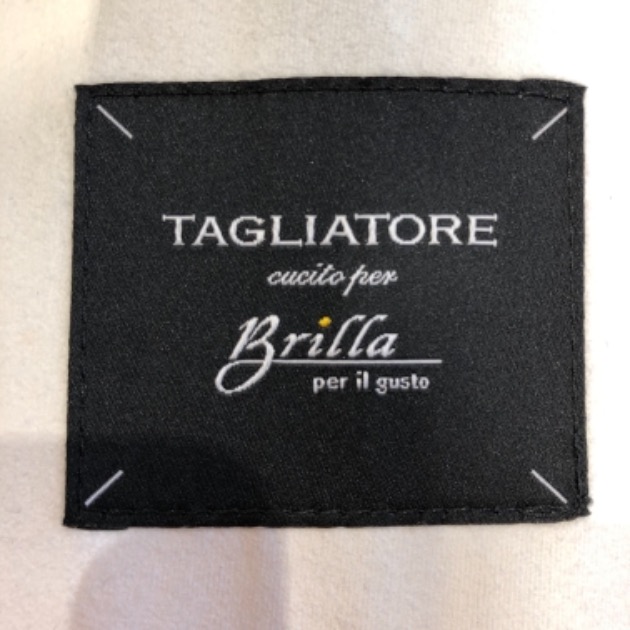 TAGLIATORE
cucito per
Brilla
per il gusto